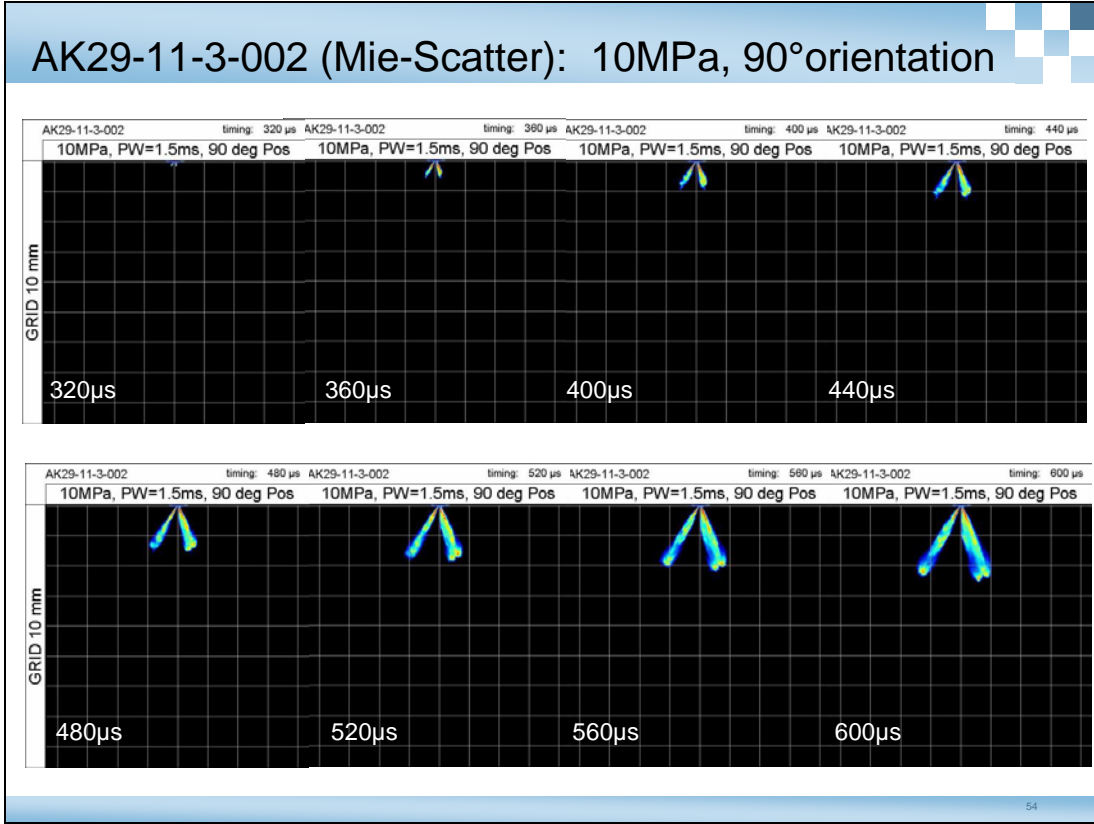 AK29-11-3-002 (Mie-Scatter): 10MPa, 90°orientation
AK29-11-3-002 timing: 320 µs AK29-11-3-002 timing: 360 µs AK29-11-3-002 timing: 400 µs AK29-11-3-002 timing: 440 µs
10MPa, PW=1.5ms, 90 deg Pos 10MPa, PW=1.5ms, 90 deg Pos 10MPa, PW=1.5ms, 90 deg Pos 10MPa, PW=1.5ms, 90 deg Pos
GRID 10 mm
320µs 360µs 400µs 440µs
AK29-11-3-002 timing: 480 µs AK29-11-3-002 timing: 520 µs AK29-11-3-002 timing: 560 µs AK29-11-3-002 timing: 600 µs
10MPa, PW=1.5ms, 90 deg Pos 10MPa, PW=1.5ms, 90 deg Pos 10MPa, PW=1.5ms, 90 deg Pos 10MPa, PW=1.5ms, 90 deg Pos
GRID 10 mm
480µs 520µs 560µs 600µs
54